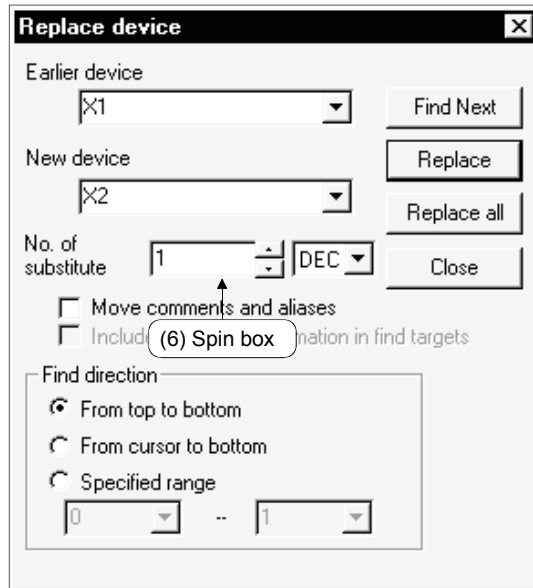 Replace device
Earlier device
X1
Find Next
New device
Replace
X2
Replace all
No. of
substitute
1
DEC
Close
Move comments and aliases
Include mation in find targets
(6) Spin box
Find direction
From top to bottom
From cursor to bottom
Specified range
0 -- 1